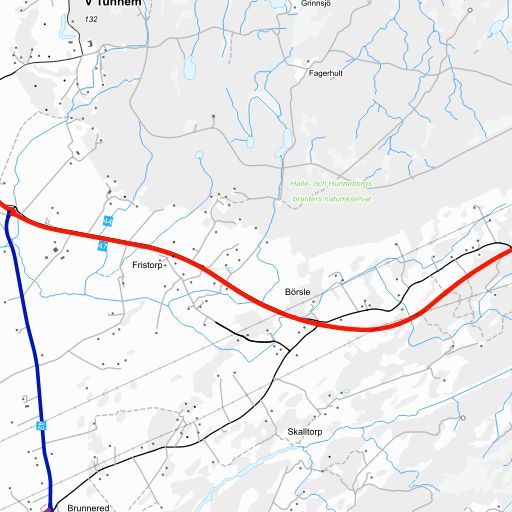 V Tunhem
132
Grinnsjö
Fagerhult
Halle- och Hunnebergs
branters naturreservat
44
47
Fristorp
Börsle
Skalltorp
Brunnered